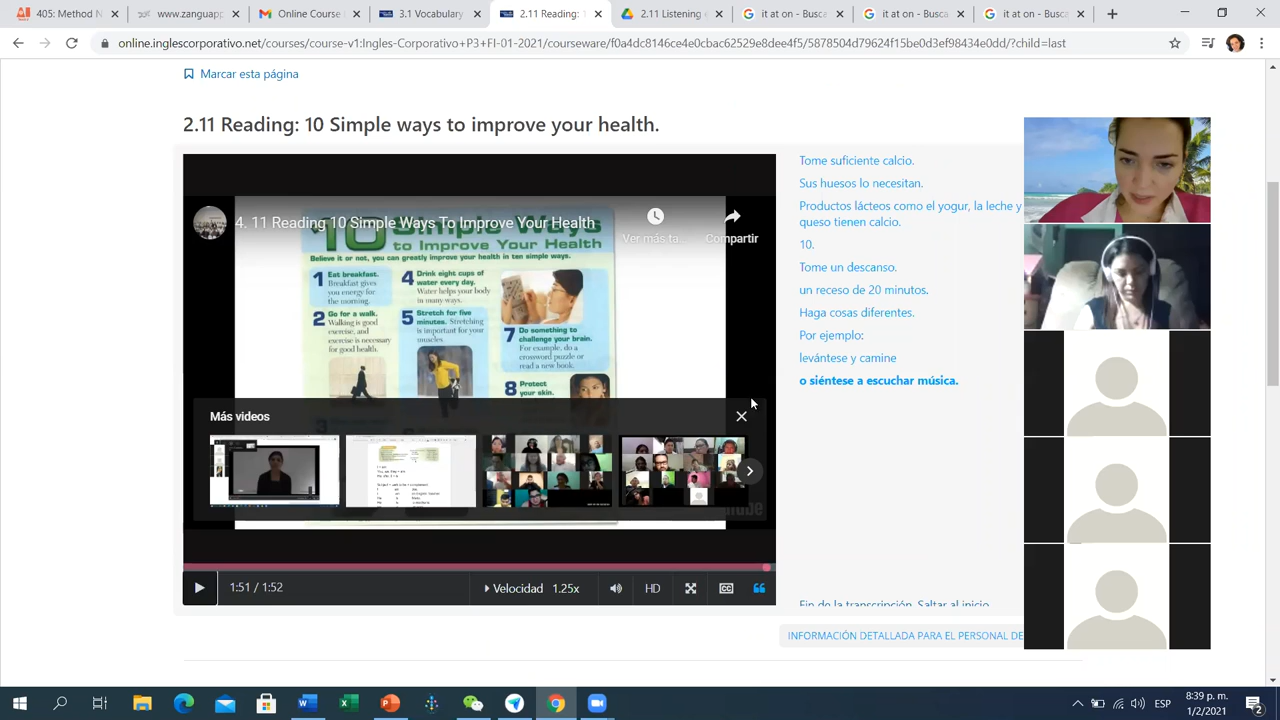 405: Method N
www.zanguap
Online Course
3.1 Vocabulary
2.11 Reading:
2.11 Listening
it at on - Busca
it on - Busca
at on - Busca
online.inglescorporativo.net/courses/course-v1:Ingles-Corporativo+P3+FI-01-2021/courseware/f0a4dc8146ce4e0cbac62529e8dee4f5/5878504d79624f15be0d3ef98434e0dd/?child=last
Marcar esta página
2.11 Reading: 10 Simple ways to improve your health.
4. 11 Reading 10 Simple Ways To Improve Your Health
Ver más ta...
Compartir
10
to Improve Your Health
Believe it or not, you can greatly improve your health in ten simple ways.
1 Eat breakfast.
Breakfast gives
you energy for
the morning.
2 Go for a walk.
Walking is good
exercise, and
exercise is necessary
for good health.
4 Drink eight cups of
water every day.
Water helps your body
in many ways.
5 Stretch for five
minutes. Stretching
is important for your
muscles.
7 Do something to
challenge your brain.
For example, do a
crossword puzzle or
read a new book.
8 Protect
your skin.
Más videos
1:51 / 1:52
Velocidad 1.25x
HD
Tome suficiente calcio.
Sus huesos lo necesitan.
Productos lácteos como el yogur, la leche y
queso tienen calcio.
10.
Tome un descanso.
un receso de 20 minutos.
Haga cosas diferentes.
Por ejemplo:
levántese y camine
o siéntese a escuchar música.
Fin de la transcripción. Saltar al inicio.
INFORMACIÓN DETALLADA PARA EL PERSONAL DE
ESP
8:39 p. m.
1/2/2021
2